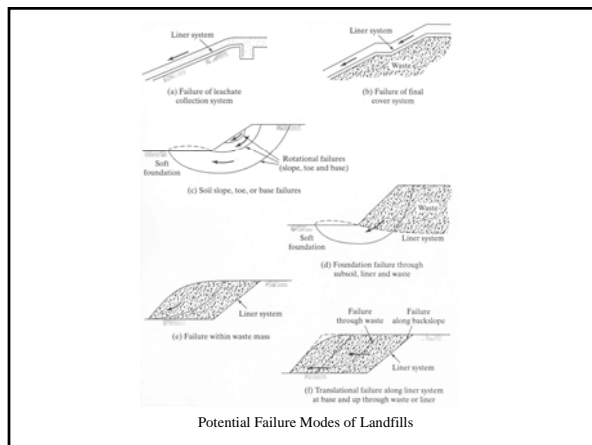 Liner system
(a) Failure of leachate
collection system
Liner system
Waste
(b) Failure of final
cover system
Soft
foundation
Rotational failures
(slope, toe and base)
(c) Soil slope, toe, or base failures
Waste
Soft
foundation
Liner system
(d) Foundation failure through
subsoil, liner and waste
Liner system
(e) Failure within waste mass
Failure
through waste
Failure
along backslope
Liner system
(f) Translational failure along liner system
at base and up through waste or liner
Potential Failure Modes of Landfills